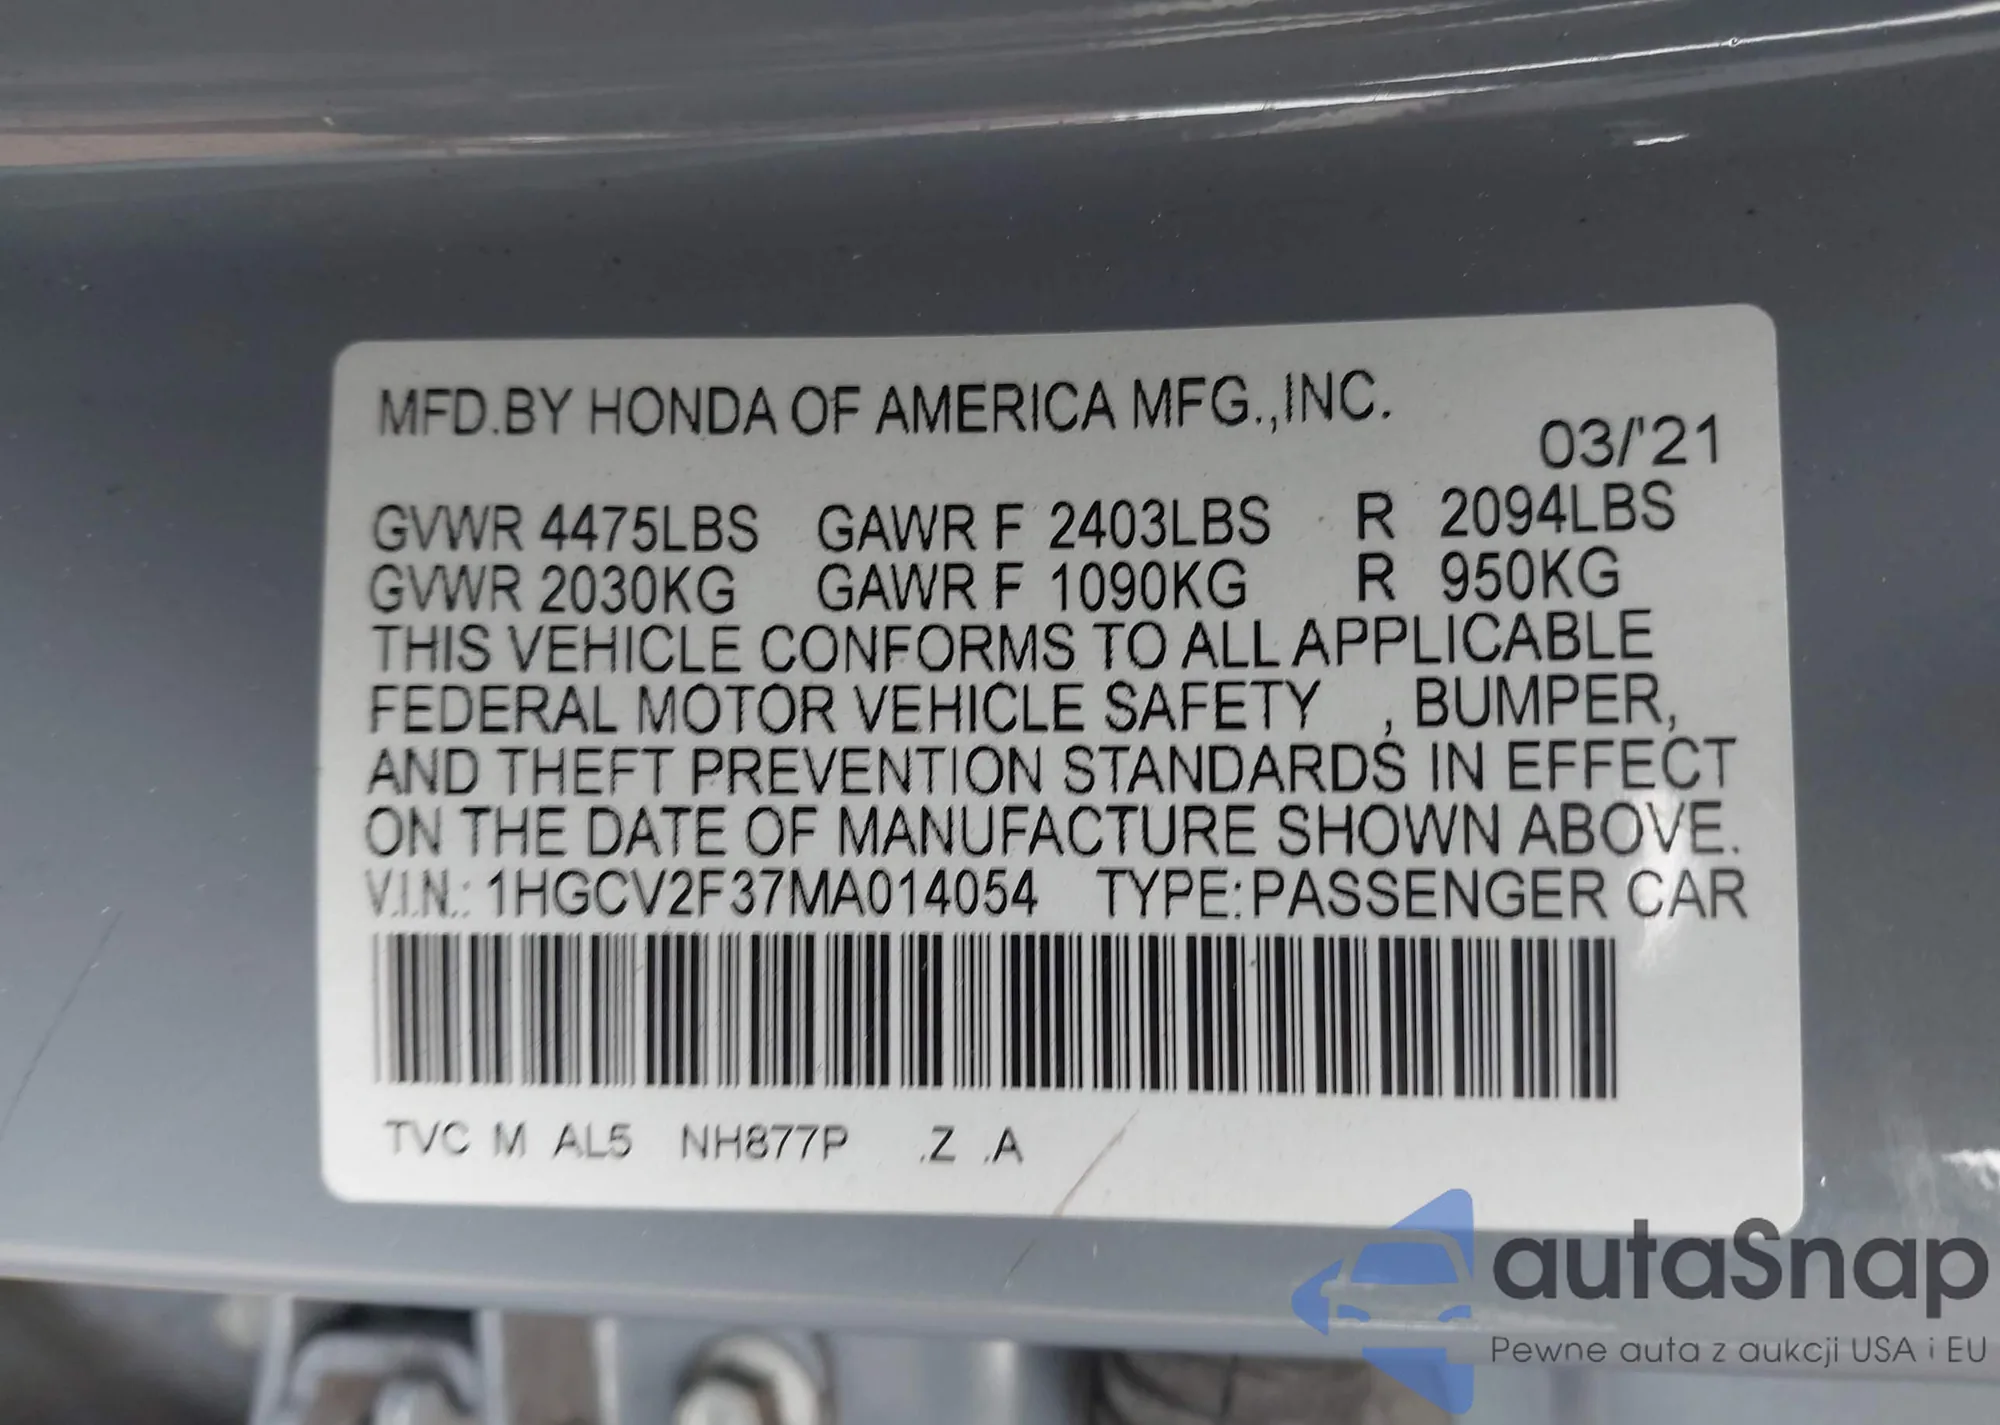 MFD.BY HONDA OF AMERICA MFG.,INC.
03/'21
GVWR 4475LBS GAWR F 2403LBS R 2094LBS
GVWR 2030KG GAWR F 1090KG R 950KG
THIS VEHICLE CONFORMS TO ALL APPLICABLE
FEDERAL MOTOR VEHICLE SAFETY , BUMPER,
AND THEFT PREVENTION STANDARDS IN EFFECT
ON THE DATE OF MANUFACTURE SHOWN ABOVE.
V.I.N.: 1HGCV2F37MA014054 TYPE:PASSENGER CAR
TVC M AL5 NH877P .Z .A
autaSnap
Pewne auta z aukcji USA i EU